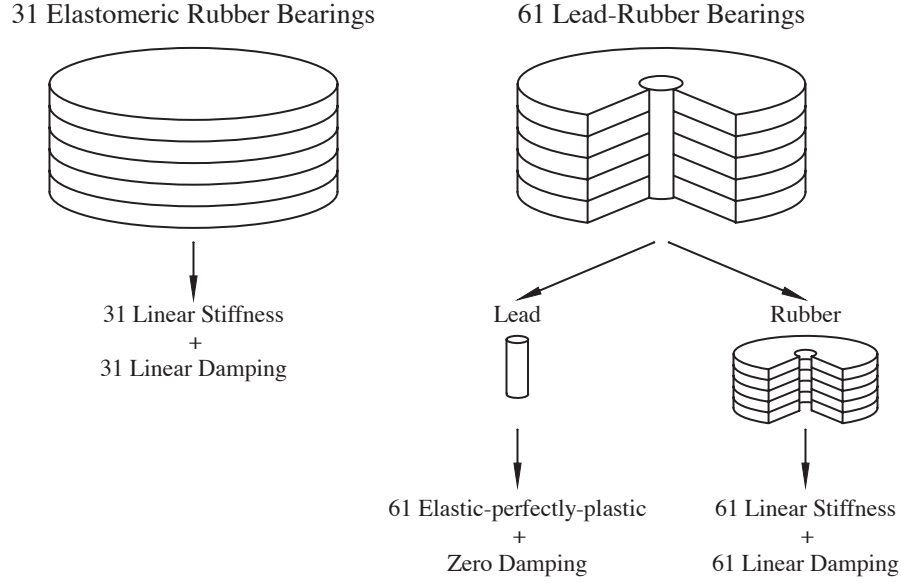 31 Elastomeric Rubber Bearings
61 Lead-Rubber Bearings
31 Linear Stiffness
+
31 Linear Damping
Lead
Rubber
61 Elastic-perfectly-plastic
+
Zero Damping
61 Linear Stiffness
+
61 Linear Damping